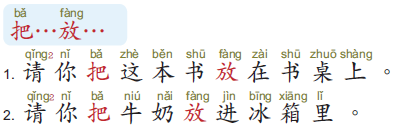 bǎ fàng
把…放…
qǐng2 nǐ bǎ zhè běn shū fàng zài shū zhuō shàng
1. 请你把这本书放在书桌上。
qǐng2 nǐ bǎ niú nǎi fàng jìn bīng xiāng lǐ
2. 请你把牛奶放进冰箱里。